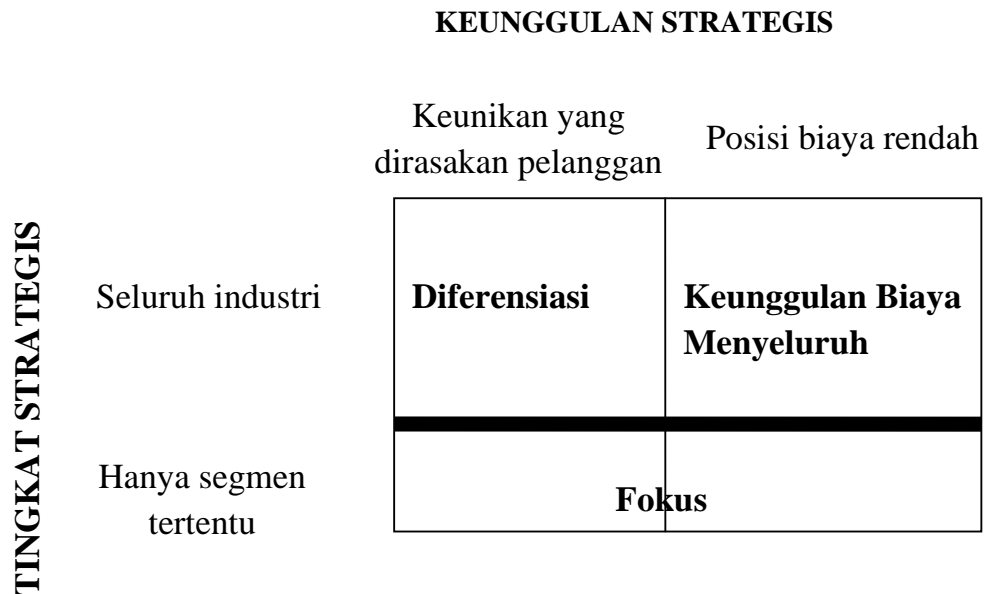 KEUNGGULAN STRATEGIS
Keunikan yang
dirasakan pelanggan
Posisi biaya rendah
TINGKAT STRATEGIS
Seluruh industri
Diferensiasi
Keunggulan Biaya
Menyeluruh
Hanya segmen
tertentu
Fokus